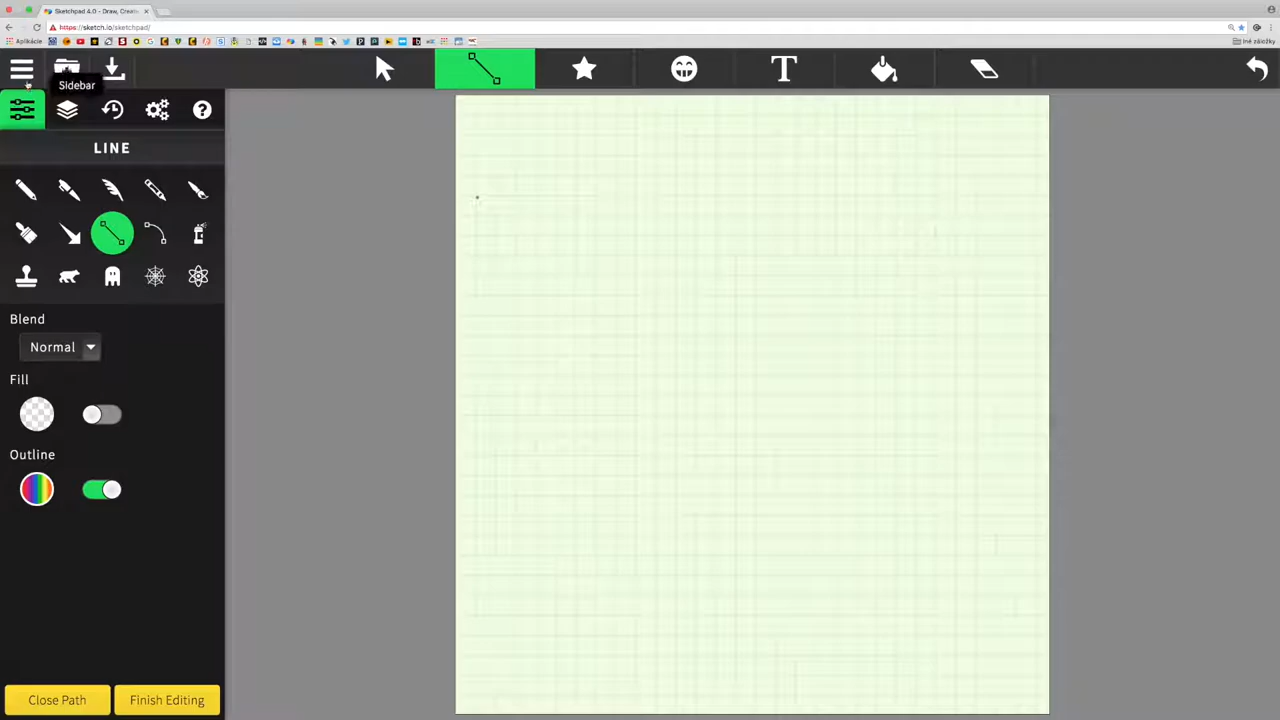 Sketchpad 4.0 - Draw, Create
https://sketch.io/sketchpad/
Aplikácie
Iné záložky
Sidebar
LINE
Blend
Normal
Fill
Outline
Close Path
Finish Editing
T